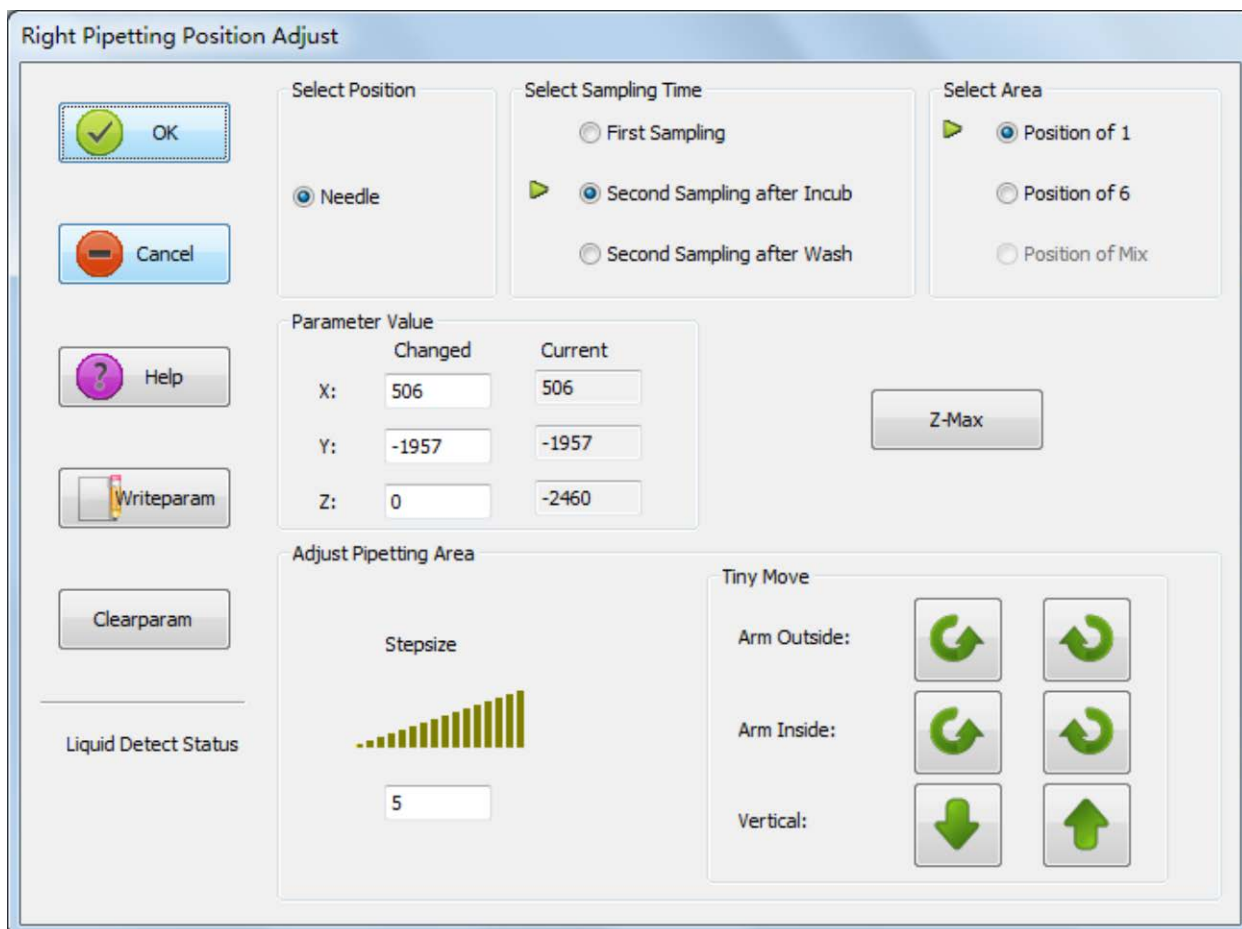 Right Pipetting Position Adjust
OK
Cancel
Help
Writeparam
Clearparam
Liquid Detect Status
Select Position
Needle
Select Sampling Time
First Sampling
Second Sampling after Incub
Second Sampling after Wash
Select Area
Position of 1
Position of 6
Position of Mix
Parameter Value
Changed Current
X: 506 506
Y: -1957 -1957
Z: 0 -2460
Z-Max
Adjust Pipetting Area
Stepsize
5
Tiny Move
Arm Outside:
Arm Inside:
Vertical: